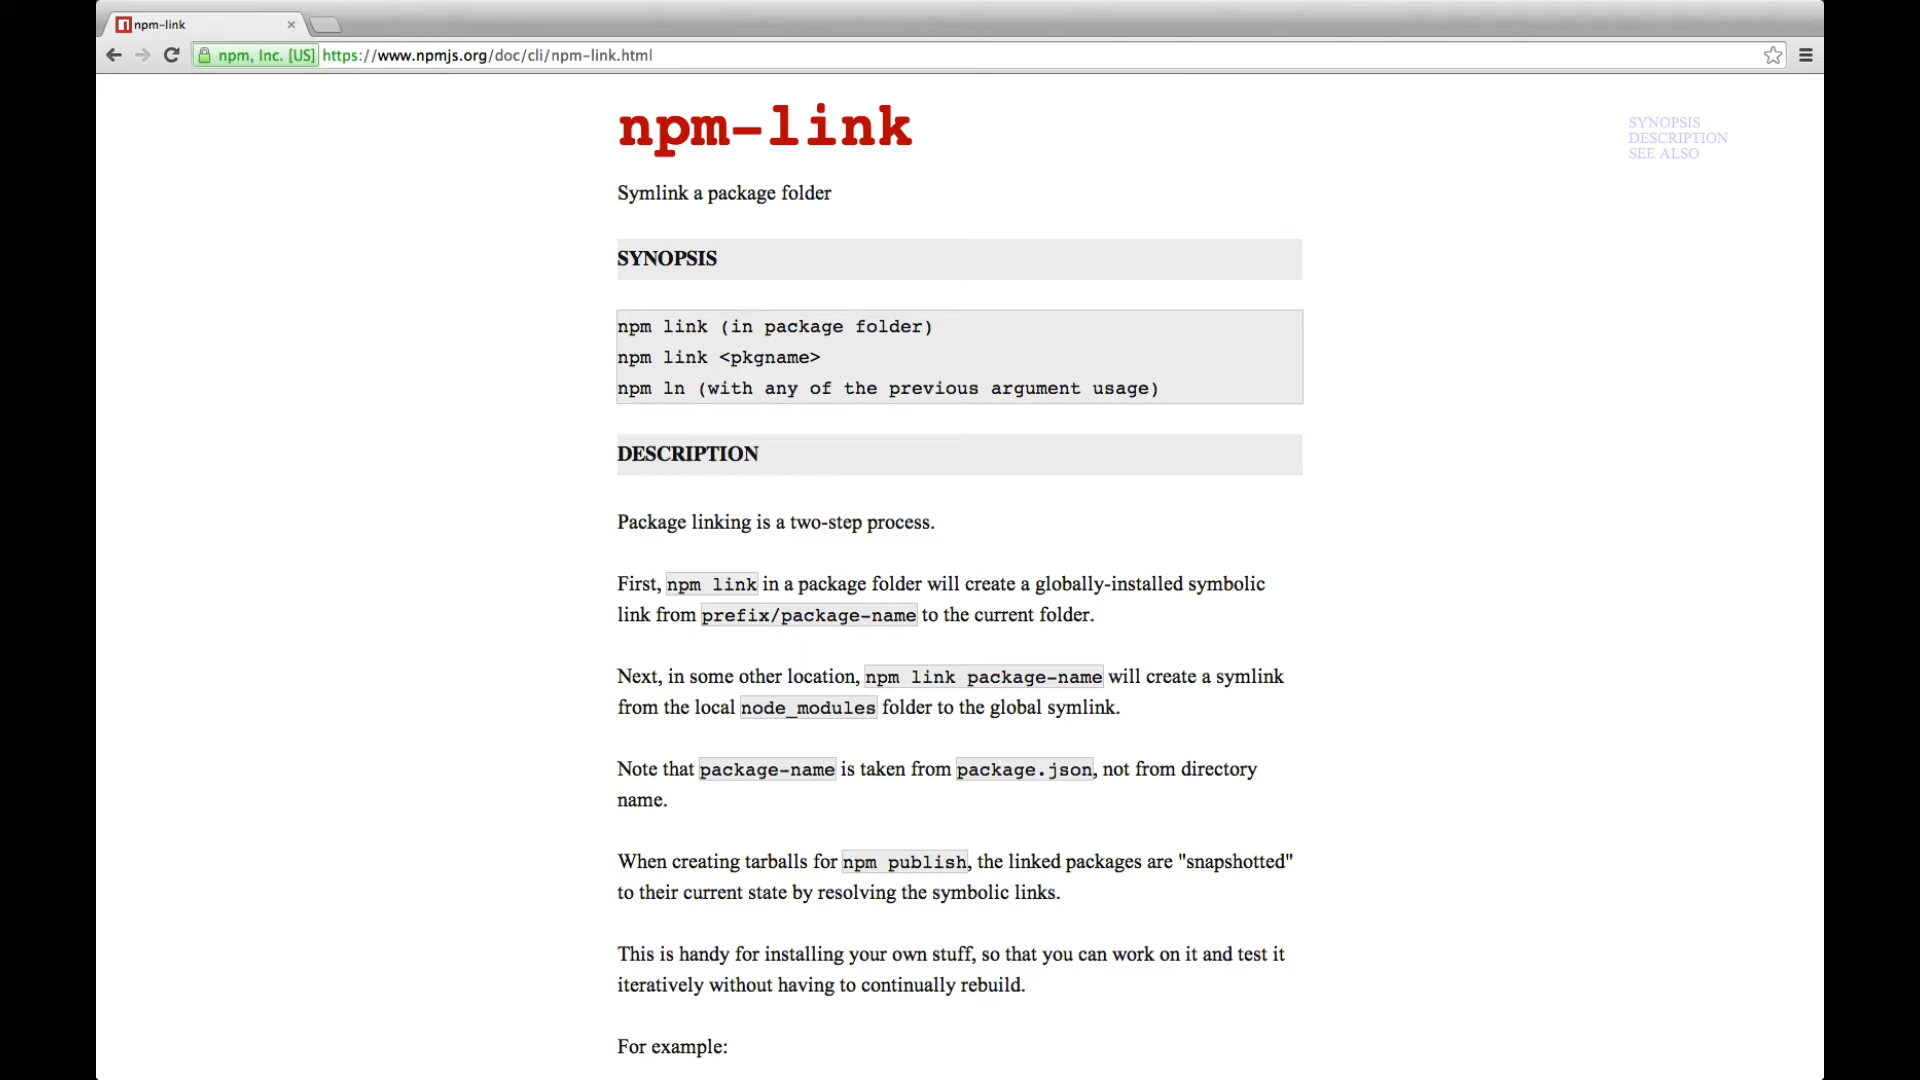 npm-link
npm, Inc. [US] https://www.npmjs.org/doc/cli/npm-link.html
npm-link
SYNOPSIS
DESCRIPTION
SEE ALSO
Symlink a package folder
SYNOPSIS
npm link (in package folder)
npm link <pkgname>
npm ln (with any of the previous argument usage)
DESCRIPTION
Package linking is a two-step process.
First, npm link in a package folder will create a globally-installed symbolic
link from prefix/package-name to the current folder.
Next, in some other location, npm link package-name will create a symlink
from the local node_modules folder to the global symlink.
Note that package-name is taken from package.json, not from directory
name.
When creating tarballs for npm publish, the linked packages are "snapshotted"
to their current state by resolving the symbolic links.
This is handy for installing your own stuff, so that you can work on it and test it
iteratively without having to continually rebuild.
For example: